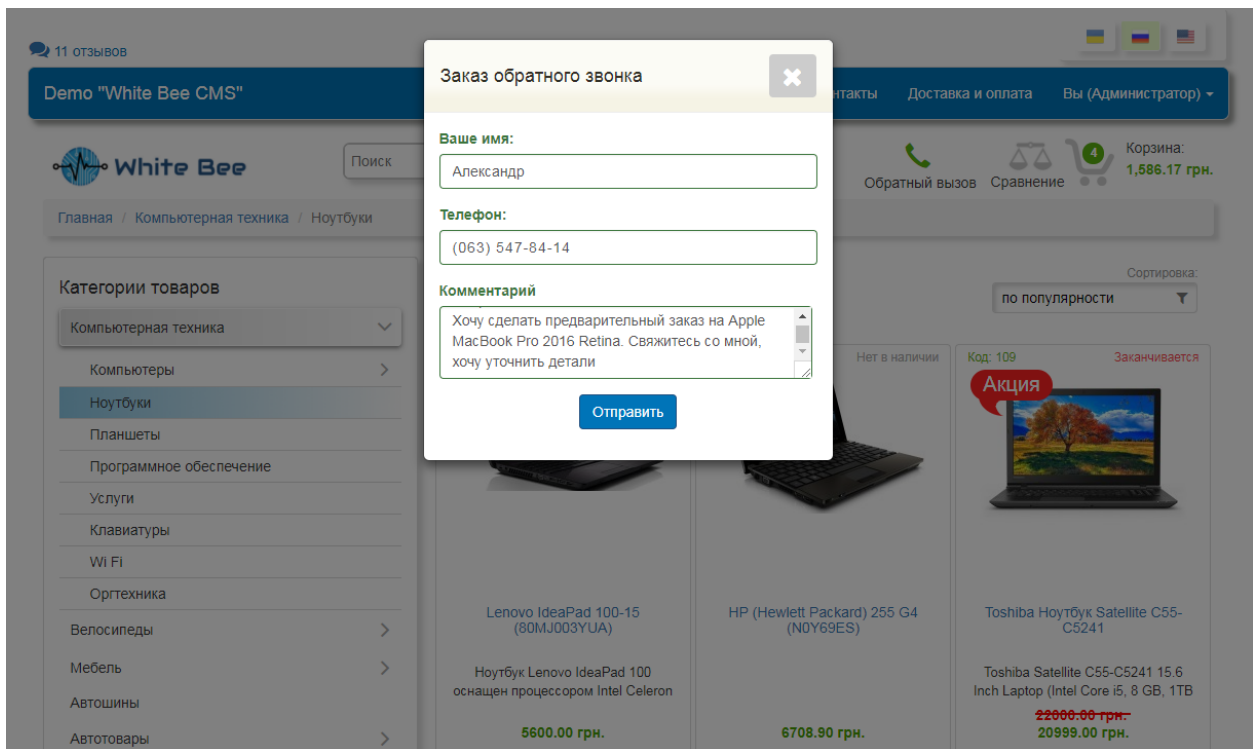 11 отзывов
Demo "White Bee CMS"
нтакты Доставка и оплата Вы (Администратор)
White Bee
Поиск
Обратный вызов
Сравнение
4
Корзина:
1,586.17 грн.
Главная / Компьютерная техника / Ноутбуки
Заказ обратного звонка
Ваше имя:
Александр
Телефон:
(063) 547-84-14
Комментарий
Хочу сделать предварительный заказ на Apple
MacBook Pro 2016 Retina. Свяжитесь со мной,
хочу уточнить детали
Отправить
Категории товаров
Компьютерная техника
Компьютеры
Ноутбуки
Планшеты
Программное обеспечение
Услуги
Клавиатуры
Wi Fi
Оргтехника
Велосипеды
Мебель
Автошины
Автотовары
Сортировка:
по популярности
Lenovo IdeaPad 100-15
(80MJ003YUA)
Ноутбук Lenovo IdeaPad 100
оснащен процессором Intel Celeron
5600.00 грн.
Нет в наличии
HP (Hewlett Packard) 255 G4
(N0Y69ES)
6708.90 грн.
Код: 109 Заканчивается
Акция
Toshiba Ноутбук Satellite C55-
C5241
Toshiba Satellite C55-C5241 15.6
Inch Laptop (Intel Core i5, 8 GB, 1TB
22000.00 грн.
20999.00 грн.